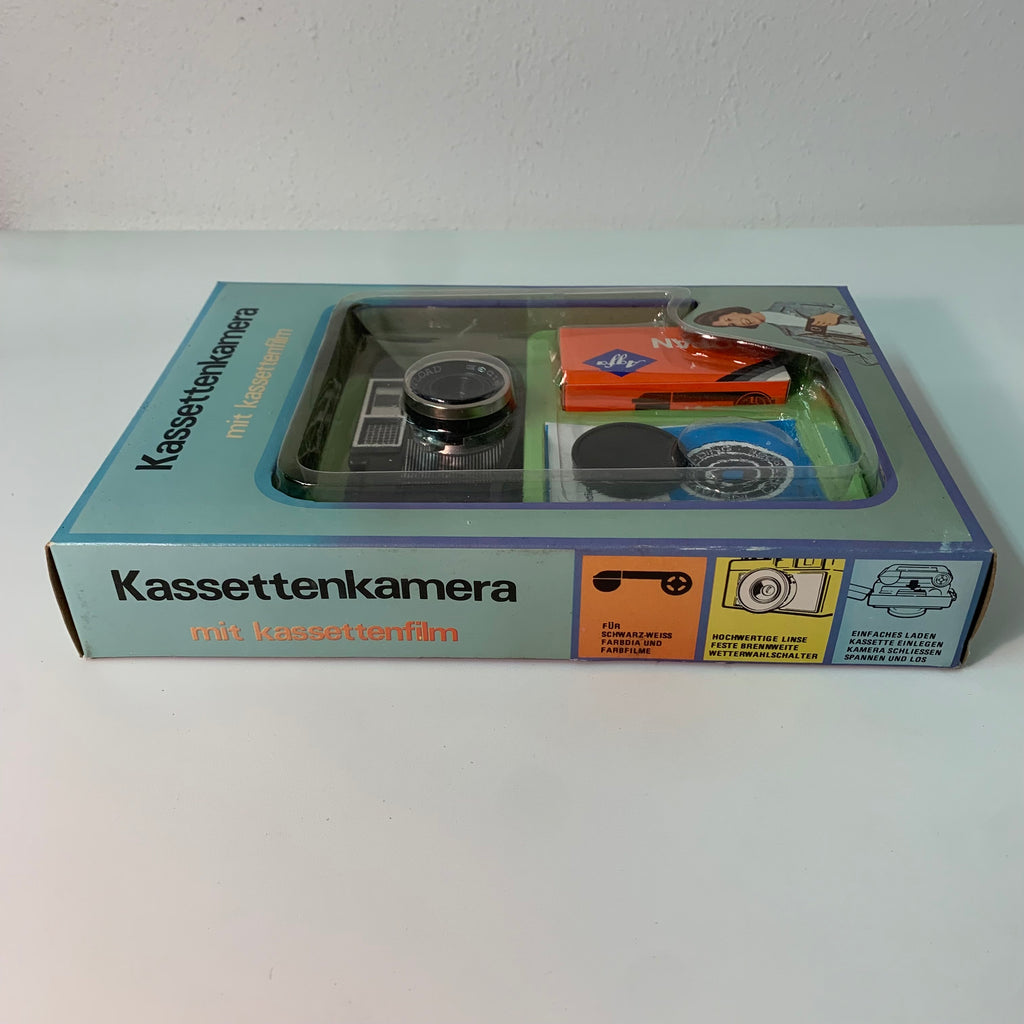 Kassettenkamera
mit kassettenfilm
Agfa
Kassettenkamera
mit kassettenfilm
FÜR
SCHWARZ-WEISS
FARBDIA UND
FARBFILME
HOCHWERTIGE LINSE
FESTE BRENNWEITE
WETTERWAHLSCHALTER
EINFACHES LADEN
KASSETTE EINLEGEN
KAMERA SCHLIESSEN
SPANNEN UND LOS